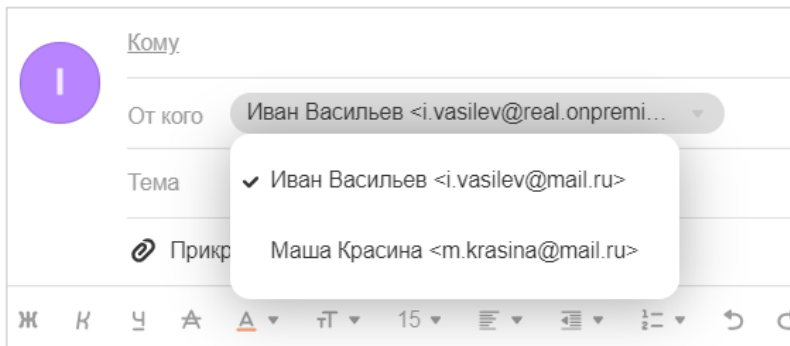 Кому
I
От кого Иван Васильев <i.vasilev@real.onpremi...
Тема
Иван Васильев <i.vasilev@mail.ru>
Прикр
Маша Красина <m.krasina@mail.ru>
Ж К Ч А А тТ 15